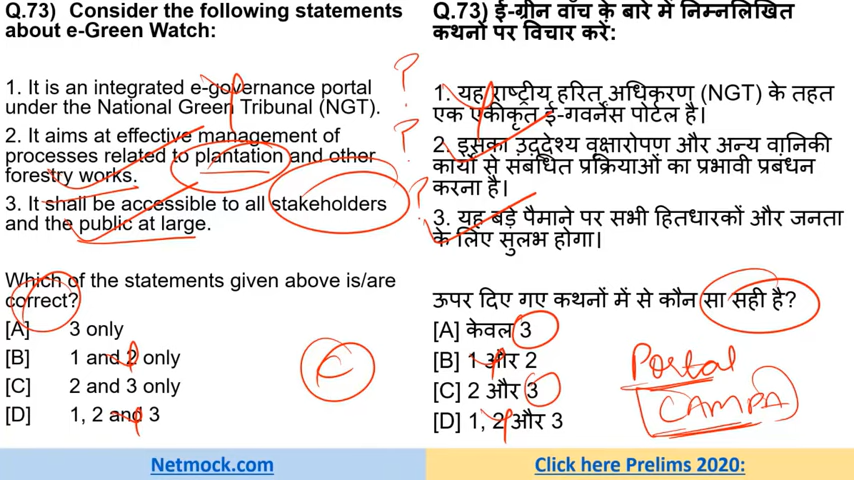 Q.73) Consider the following statements
about e-Green Watch:
1. It is an integrated e-governance portal
under the National Green Tribunal (NGT).
2. It aims at effective management of
processes related to plantation and other
forestry works.
3. It shall be accessible to all stakeholders
and the public at large.
Which of the statements given above is/are
correct?
[A] 3 only
[B] 1 and 2 only
[C] 2 and 3 only
[D] 1, 2 and 3
Q.73) ई-ग्रीन वॉच के बारे में निम्नलिखित
कथनों पर विचार करें:
1. यह राष्ट्रीय हरित अधिकरण (NGT) के तहत
एक एकीकृत ई-गवर्नेंस पोर्टल है।
2. इसका उद्देश्य वृक्षारोपण और अन्य वानिकी
कार्यों से संबंधित प्रक्रियाओं का प्रभावी प्रबंधन
करना है।
3. यह बड़े पैमाने पर सभी हितधारकों और जनता
के लिए सुलभ होगा।
ऊपर दिए गए कथनों में से कौन सा सही है?
[A] केवल 3
[B] 1 और 2
[C] 2 और 3
[D] 1, 2 और 3
? ? ?
C
Portal
CAMPA
Netmock.com
Click here Prelims 2020: